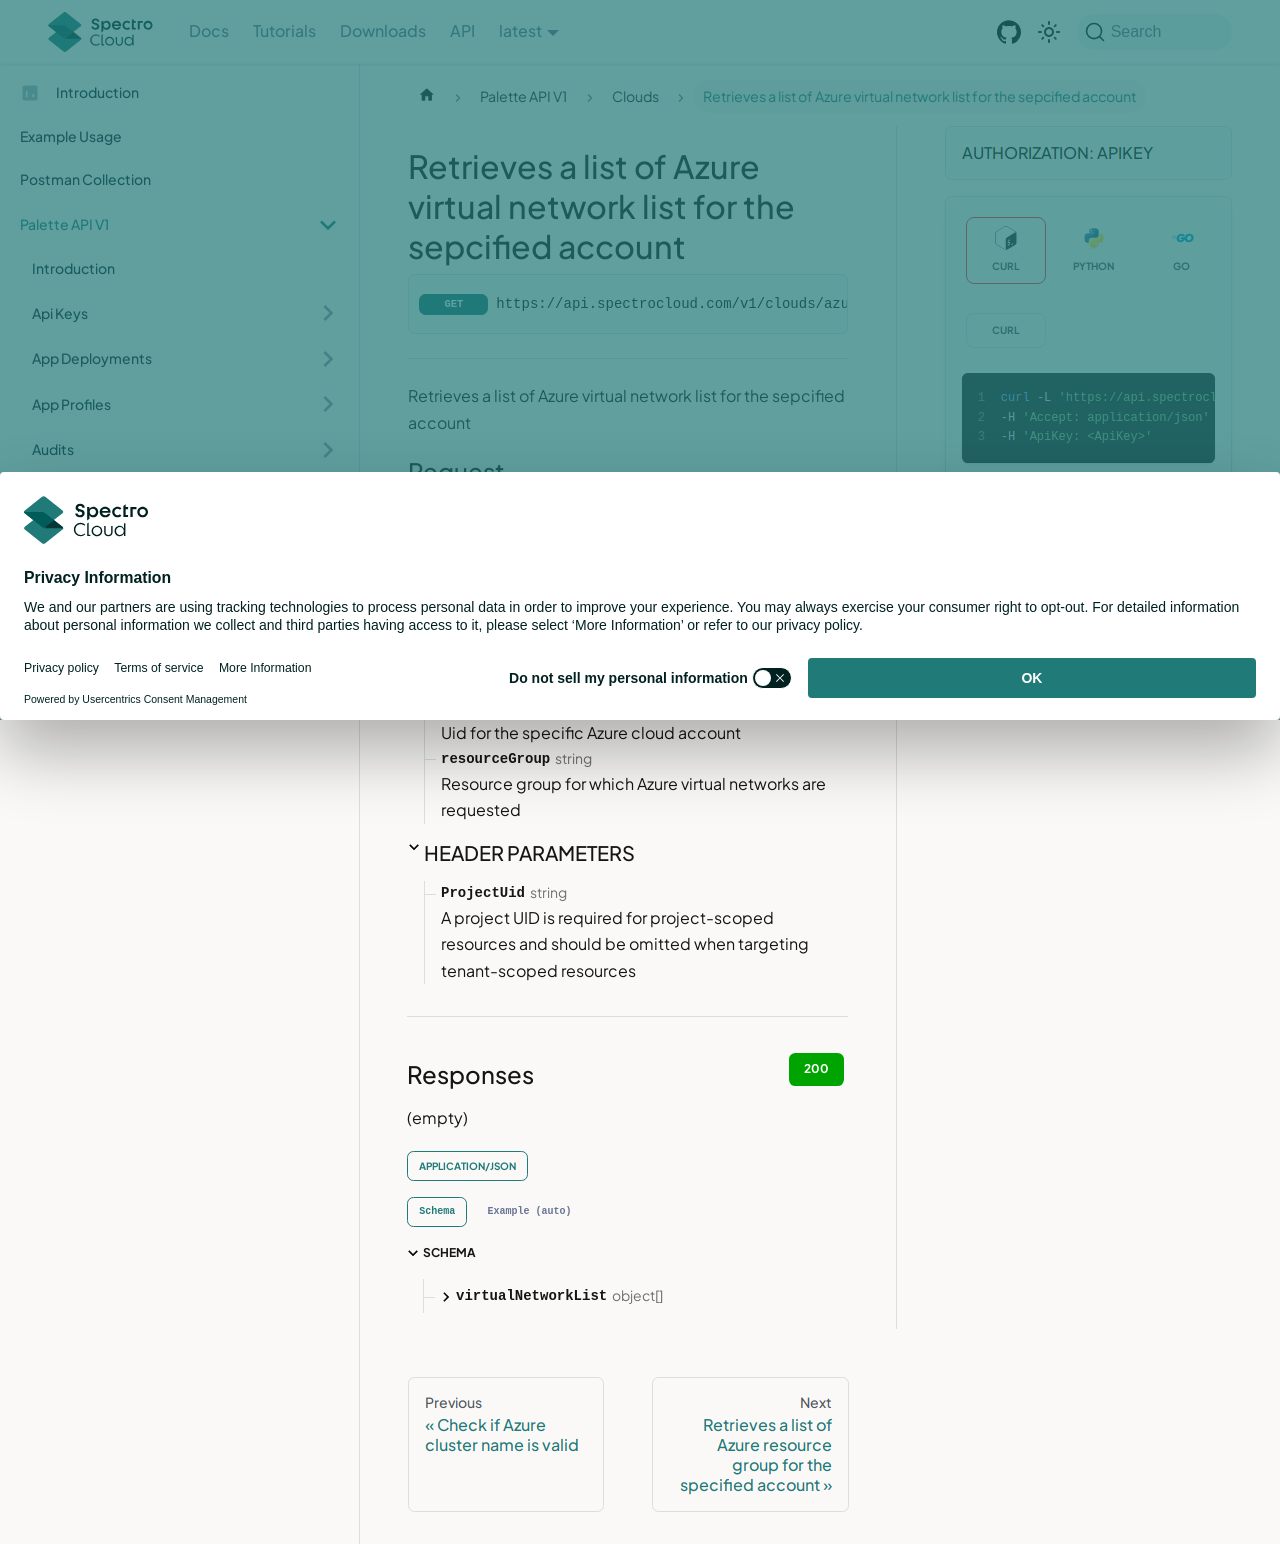 Spectro
Cloud
Docs
Tutorials
Downloads
API
latest
Search
Introduction
Example Usage
Postman Collection
Palette API V1
Introduction
Api Keys
App Deployments
App Profiles
Audits
Palette API V1
Clouds
Retrieves a list of Azure virtual network list for the sepcified account
Retrieves a list of Azure
virtual network list for the
sepcified account
GET https://api.spectrocloud.com/v1/clouds/azu
Retrieves a list of Azure virtual network list for the sepcified
account
Request
AUTHORIZATION: APIKEY
CURL
PYTHON
GO
CURL
1 curl -L 'https://api.spectrocl
2 -H 'Accept: application/json'
3 -H 'ApiKey: <ApiKey>'
Spectro
Cloud
Privacy Information
We and our partners are using tracking technologies to process personal data in order to improve your experience. You may always exercise your consumer right to opt-out. For detailed information
about personal information we collect and third parties having access to it, please select ‘More Information’ or refer to our privacy policy.
Privacy policy
Terms of service
More Information
Powered by Usercentrics Consent Management
Do not sell my personal information
OK
Uid for the specific Azure cloud account
resourceGroup string
Resource group for which Azure virtual networks are
requested
HEADER PARAMETERS
ProjectUid string
A project UID is required for project-scoped
resources and should be omitted when targeting
tenant-scoped resources
Responses
200
(empty)
APPLICATION/JSON
Schema
Example (auto)
SCHEMA
virtualNetworkList object[]
Previous
« Check if Azure
cluster name is valid
Next
Retrieves a list of
Azure resource
group for the
specified account »